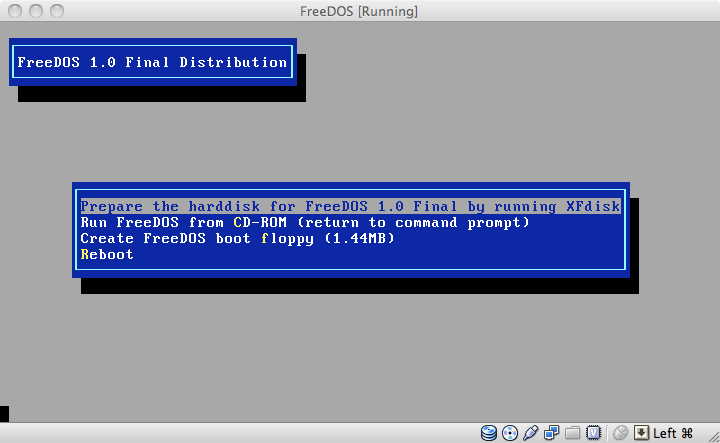 FreeDOS [Running]
FreeDOS 1.0 Final Distribution
Prepare the harddisk for FreeDOS 1.0 Final by running XFdisk
Run FreeDOS from CD-ROM (return to command prompt)
Create FreeDOS boot floppy (1.44MB)
Reboot
Left ⌘